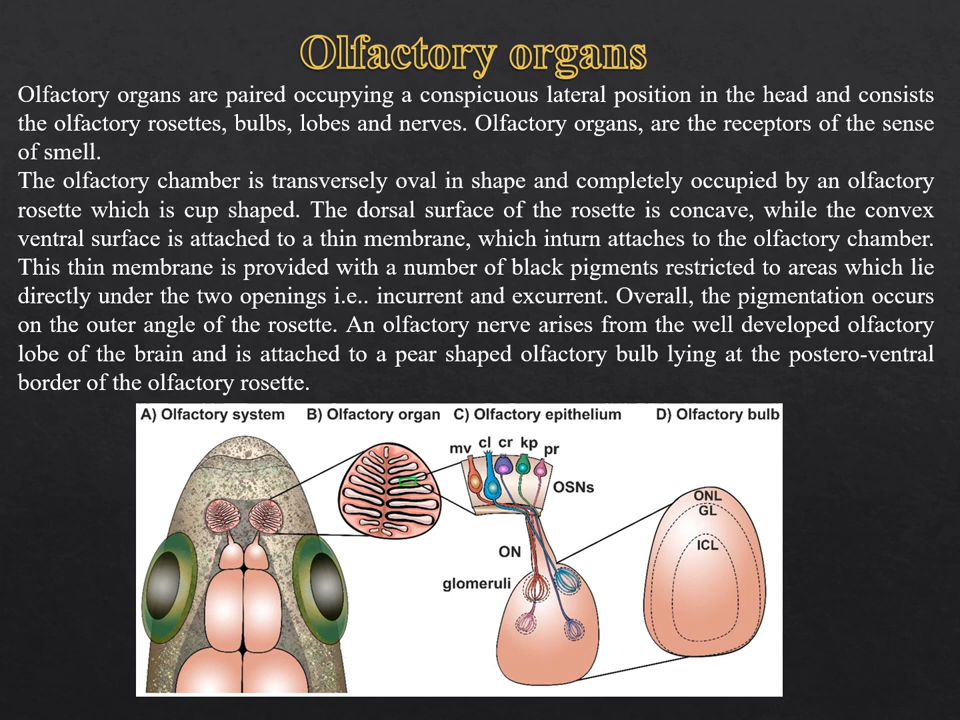 Olfactory organs
Olfactory organs are paired occupying a conspicuous lateral position in the head and consists
the olfactory rosettes, bulbs, lobes and nerves. Olfactory organs, are the receptors of the sense
of smell.
The olfactory chamber is transversely oval in shape and completely occupied by an olfactory
rosette which is cup shaped. The dorsal surface of the rosette is concave, while the convex
ventral surface is attached to a thin membrane, which inturn attaches to the olfactory chamber.
This thin membrane is provided with a number of black pigments restricted to areas which lie
directly under the two openings i.e.. incurrent and excurrent. Overall, the pigmentation occurs
on the outer angle of the rosette. An olfactory nerve arises from the well developed olfactory
lobe of the brain and is attached to a pear shaped olfactory bulb lying at the postero-ventral
border of the olfactory rosette.
A) Olfactory system
B) Olfactory organ
C) Olfactory epithelium
D) Olfactory bulb
mv
cl
cr
kp
pr
OSNs
ON
glomeruli
ONL
GL
ICL